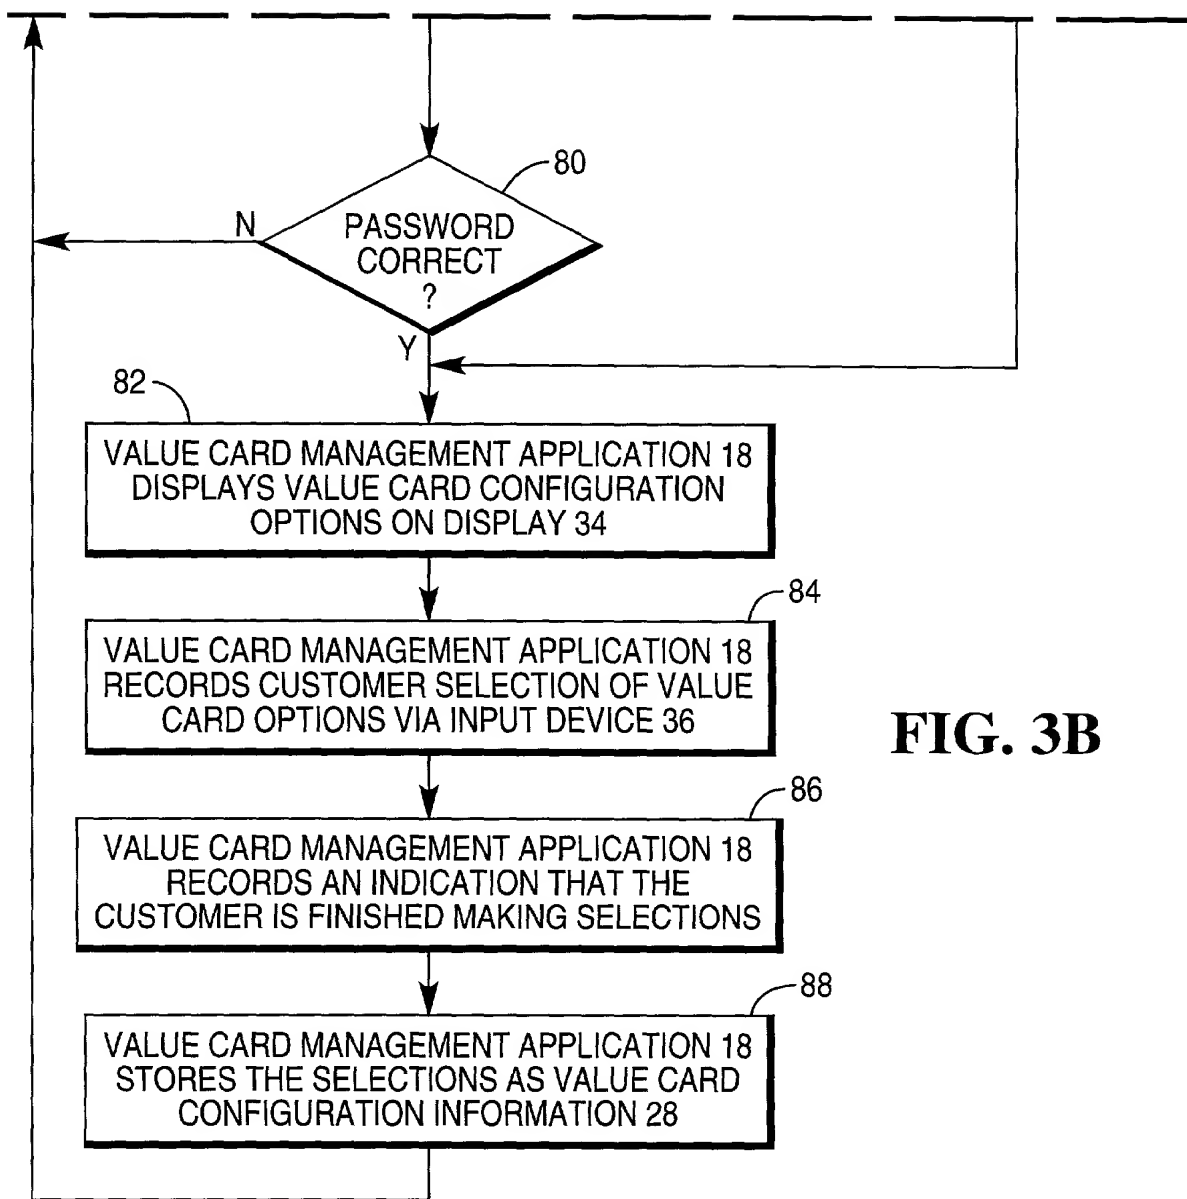 80
N
PASSWORD
CORRECT
?
Y
82
VALUE CARD MANAGEMENT APPLICATION 18
DISPLAYS VALUE CARD CONFIGURATION
OPTIONS ON DISPLAY 34
84
VALUE CARD MANAGEMENT APPLICATION 18
RECORDS CUSTOMER SELECTION OF VALUE
CARD OPTIONS VIA INPUT DEVICE 36
FIG. 3B
86
VALUE CARD MANAGEMENT APPLICATION 18
RECORDS AN INDICATION THAT THE
CUSTOMER IS FINISHED MAKING SELECTIONS
88
VALUE CARD MANAGEMENT APPLICATION 18
STORES THE SELECTIONS AS VALUE CARD
CONFIGURATION INFORMATION 28